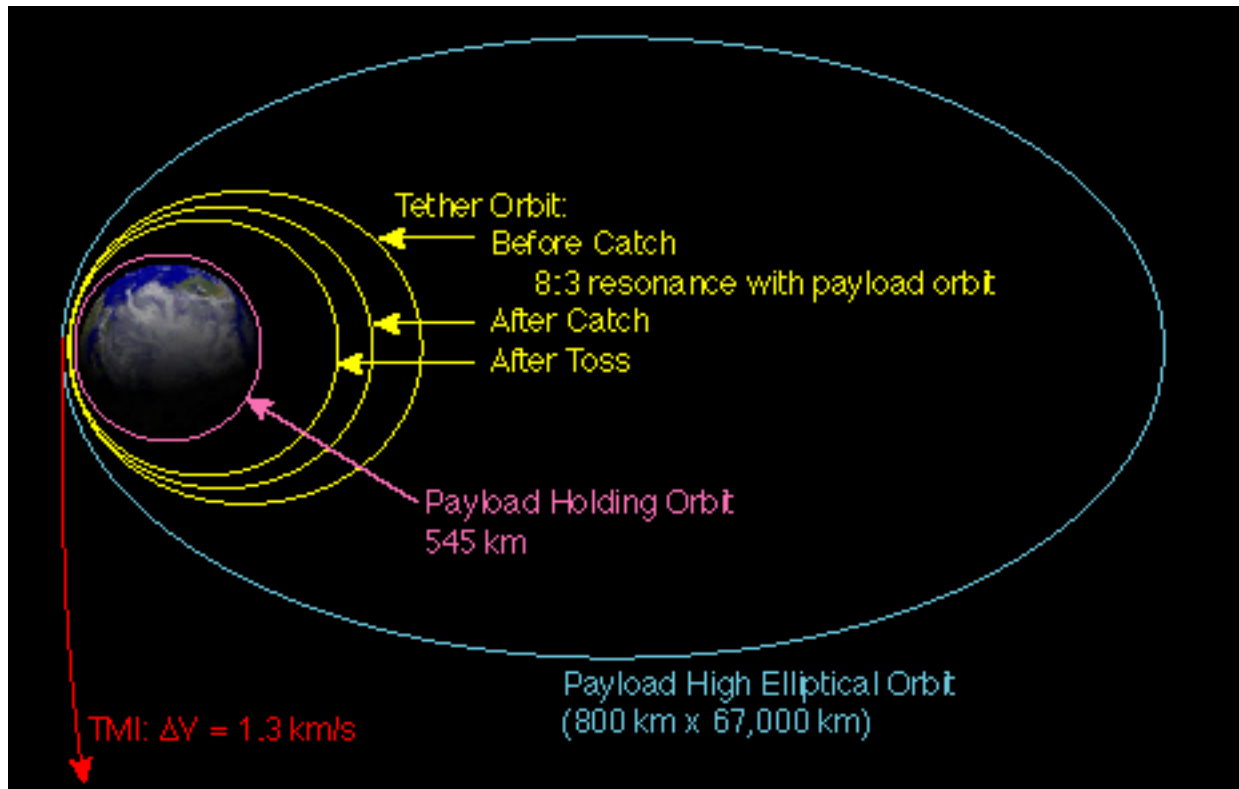 Tether Orbit:
Before Catch
8:3 resonance with payload orbit
After Catch
After Toss
Payload Holding Orbit
545 km
Payload High Elliptical Orbit
(800 km x 67,000 km)
TMI: ΔV = 1.3 km/s